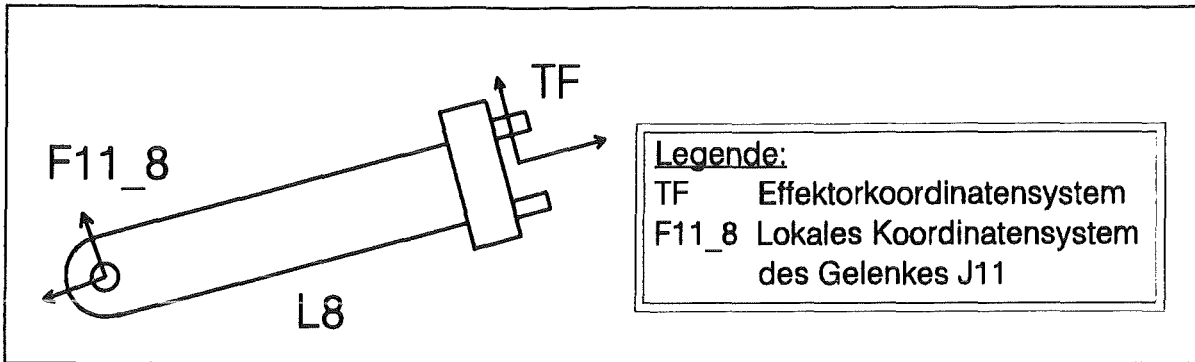 TF
F11_8
L8
Legende:
TF Effektorkoordinatensystem
F11_8 Lokales Koordinatensystem
des Gelenkes J11